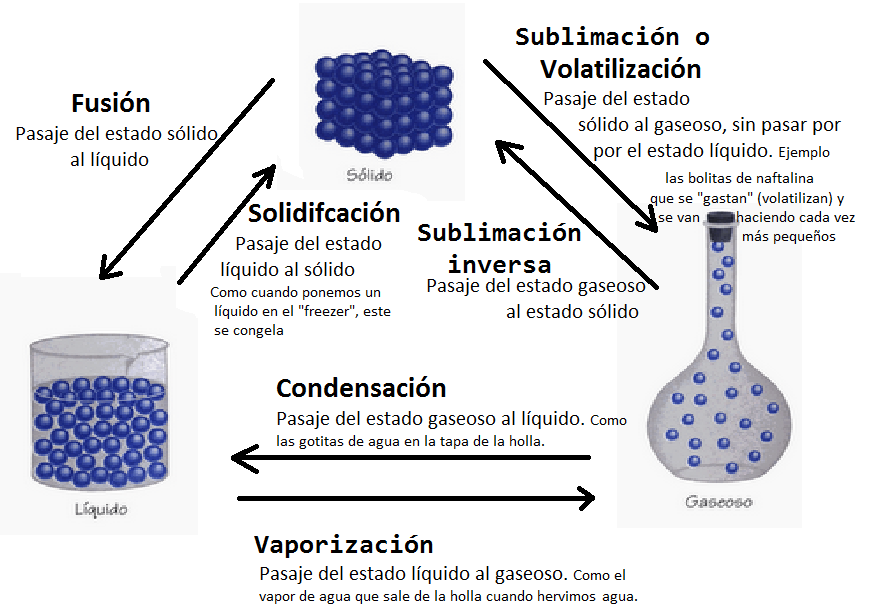 Sublimación o
Volatilización
Pasaje del estado
sólido al gaseoso, sin pasar por
por el estado líquido. Ejemplo
las bolitas de naftalina
que se "gastan" (volatilizan) y
se van haciendo cada vez
más pequeños
Fusión
Pasaje del estado sólido
al líquido
Sólido
Solidifcación
Pasaje del estado
líquido al sólido
Como cuando ponemos un
líquido en el "freezer", este
se congela
Sublimación
inversa
Pasaje del estado gaseoso
al estado sólido
Condensación
Pasaje del estado gaseoso al líquido. Como
las gotitas de agua en la tapa de la holla.
Líquido
Gaseoso
Vaporización
Pasaje del estado líquido al gaseoso. Como el
vapor de agua que sale de la holla cuando hervimos agua.